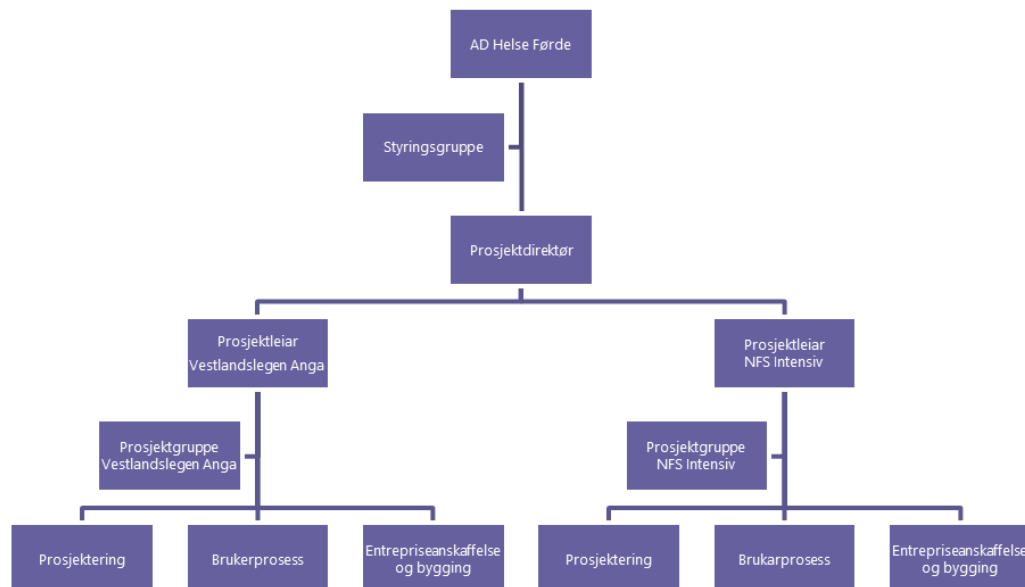 AD Helse Førde
Styringsgruppe
Prosjektdirektør
Prosjektleiar
Vestlandslegen Anga
Prosjektleiar
NFS Intensiv
Prosjektgruppe
Vestlandslegen Anga
Prosjektgruppe
NFS Intensiv
Prosjektering
Brukerprosess
Entrepriseanskaffelse
og bygging
Prosjektering
Brukarprosess
Entrepriseanskaffelse
og bygging